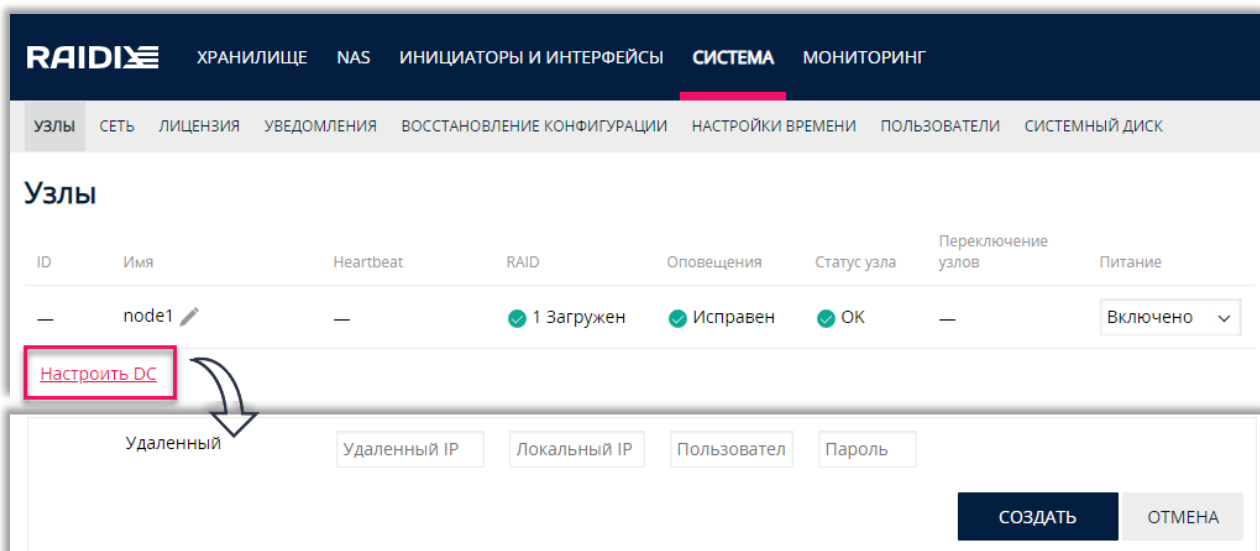 RAIDIX ХРАНИЛИЩЕ NAS ИНИЦИАТОРЫ И ИНТЕРФЕЙСЫ СИСТЕМА МОНИТОРИНГ
УЗЛЫ СЕТЬ ЛИЦЕНЗИЯ УВЕДОМЛЕНИЯ ВОССТАНОВЛЕНИЕ КОНФИГУРАЦИИ НАСТРОЙКИ ВРЕМЕНИ ПОЛЬЗОВАТЕЛИ СИСТЕМНЫЙ ДИСК
Узлы
ID Имя Heartbeat RAID Оповещения Статус узла Переключение узлов Питание
— node1 — 1 Загружен Исправен OK — Включено
Настроить DC
Удаленный Удаленный IP Локальный IP Пользовател Пароль
СОЗДАТЬ ОТМЕНА